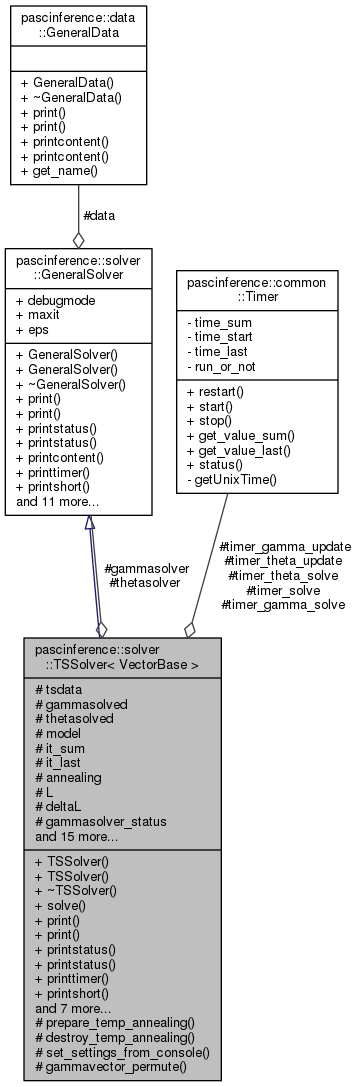 pascinference::data
::GeneralData
+ GeneralData()
+ ~GeneralData()
+ print()
+ print()
+ printcontent()
+ printcontent()
+ get_name()
#data
pascinference::solver
::GeneralSolver
+ debugmode
+ maxit
+ eps
+ GeneralSolver()
+ GeneralSolver()
+ ~GeneralSolver()
+ print()
+ print()
+ printstatus()
+ printstatus()
+ printcontent()
+ printtimer()
+ printshort()
and 11 more...
pascinference::common
::Timer
- time_sum
- time_start
- time_last
- run_or_not
+ restart()
+ start()
+ stop()
+ get_value_sum()
+ get_value_last()
+ status()
- getUnixTime()
#gammasolver
#thetasolver
#timer_gamma_update
#timer_theta_update
#timer_theta_solve
#timer_solve
#timer_gamma_solve
pascinference::solver
::TSSolver< VectorBase >
# tsdata
# gammasolved
# thetasolved
# model
# it_sum
# it_last
# annealing
# L
# deltaL
# gammasolver_status
and 15 more...
+ TSSolver()
+ TSSolver()
+ ~TSSolver()
+ solve()
+ print()
+ print()
+ printstatus()
+ printstatus()
+ printtimer()
+ printshort()
and 7 more...
# prepare_temp_annealing()
# destroy_temp_annealing()
# set_settings_from_console()
# gammavector_permute()